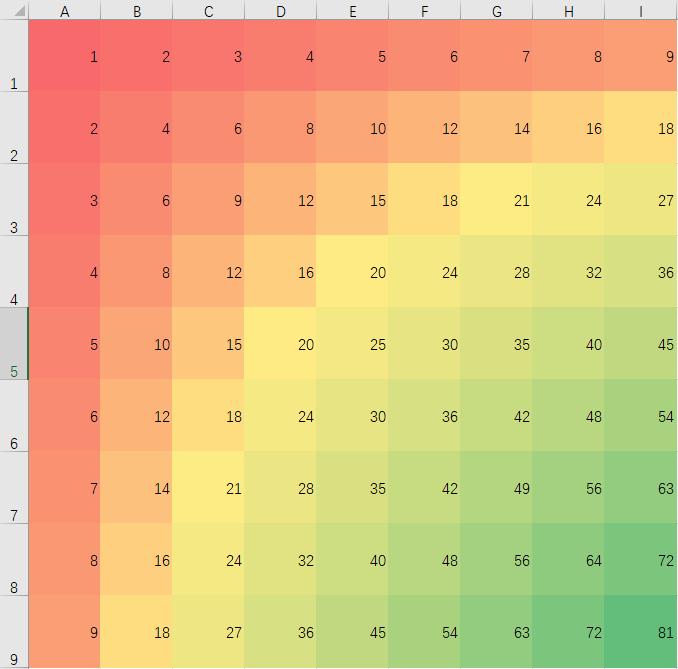 A B C D E F G H I
1 1 2 3 4 5 6 7 8 9
2 2 4 6 8 10 12 14 16 18
3 3 6 9 12 15 18 21 24 27
4 4 8 12 16 20 24 28 32 36
5 5 10 15 20 25 30 35 40 45
6 6 12 18 24 30 36 42 48 54
7 7 14 21 28 35 42 49 56 63
8 8 16 24 32 40 48 56 64 72
9 9 18 27 36 45 54 63 72 81